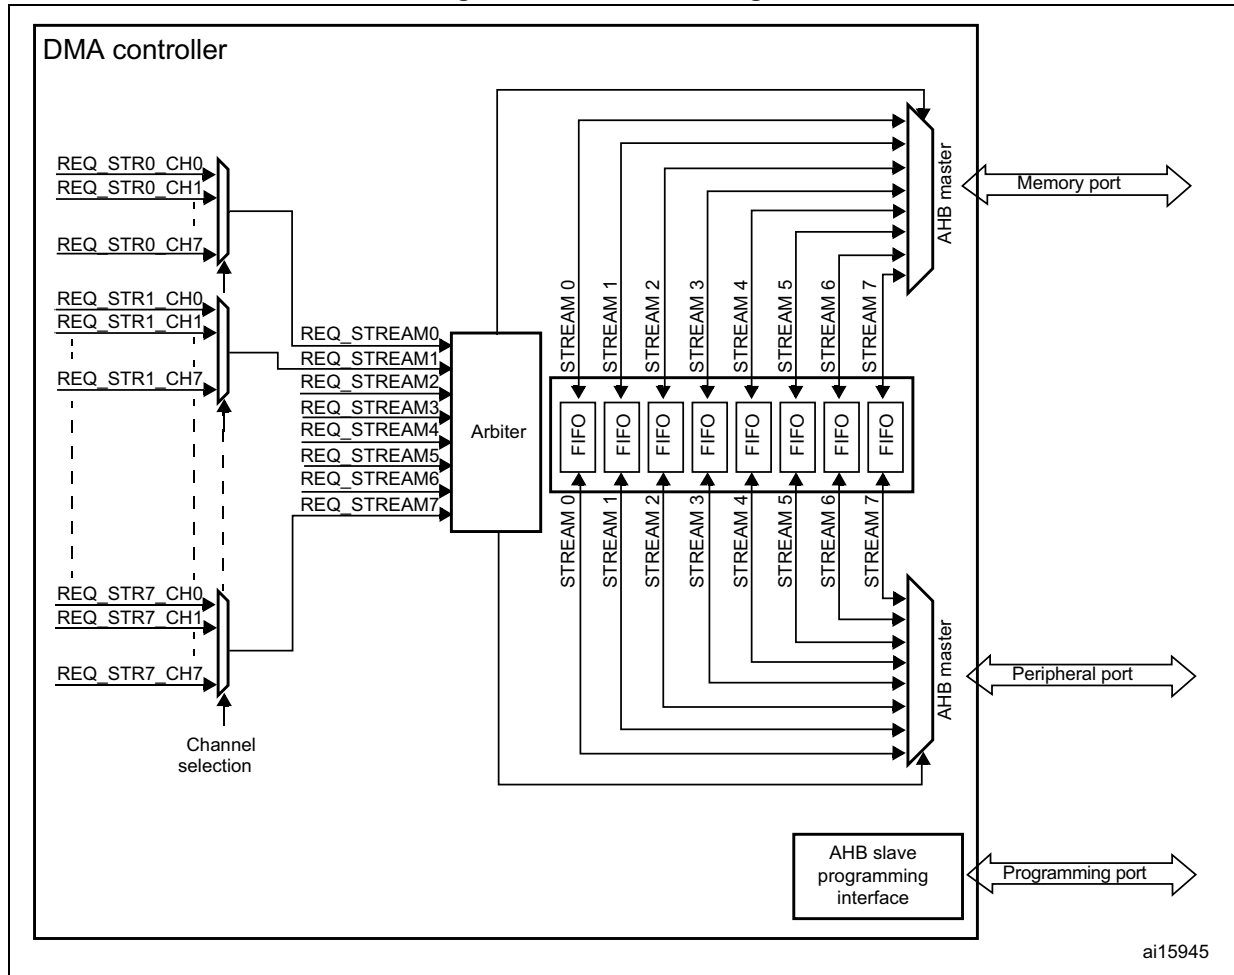 DMA controller
REQ_STR0_CH0
REQ_STR0_CH1
REQ_STR0_CH7
REQ_STR1_CH0
REQ_STR1_CH1
REQ_STR1_CH7
REQ_STR7_CH0
REQ_STR7_CH1
REQ_STR7_CH7
Channel
selection
REQ_STREAM0
REQ_STREAM1
REQ_STREAM2
REQ_STREAM3
REQ_STREAM4
REQ_STREAM5
REQ_STREAM6
REQ_STREAM7
Arbiter
STREAM 0
STREAM 1
STREAM 2
STREAM 3
STREAM 4
STREAM 5
STREAM 6
STREAM 7
FIFO
FIFO
FIFO
FIFO
FIFO
FIFO
FIFO
FIFO
STREAM 0
STREAM 1
STREAM 2
STREAM 3
STREAM 4
STREAM 5
STREAM 6
STREAM 7
AHB master
Memory port
AHB master
Peripheral port
AHB slave
programming
interface
Programming port
ai15945